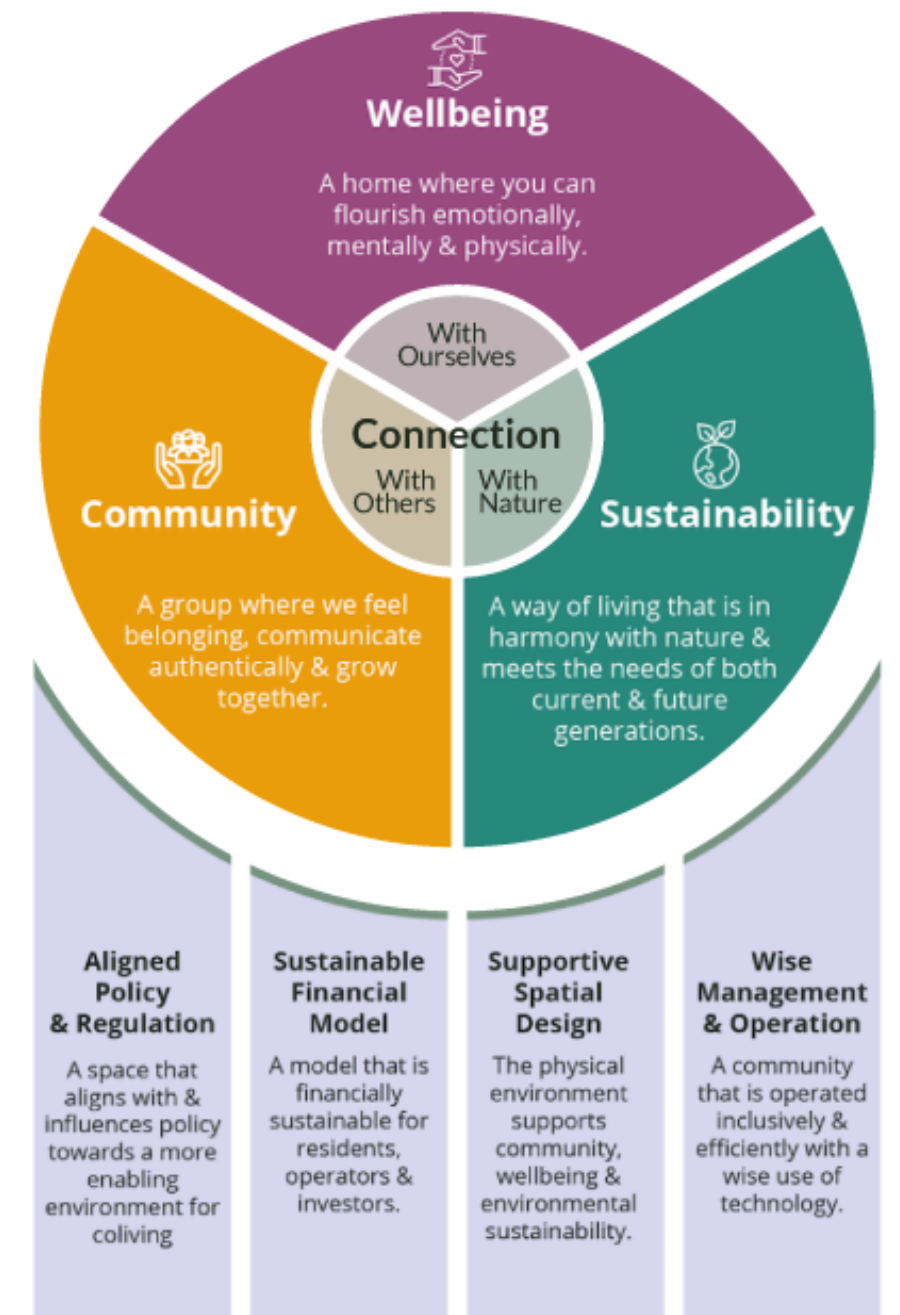 Wellbeing
A home where you can
flourish emotionally,
mentally & physically.
With
Ourselves
Connection
With
Others
With
Nature
Community
A group where we feel
belonging, communicate
authentically & grow
together.
Sustainability
A way of living that is in
harmony with nature &
meets the needs of both
current & future
generations.
Aligned
Policy
& Regulation
A space that
aligns with &
influences policy
towards a more
enabling
environment for
coliving
Sustainable
Financial
Model
A model that is
financially
sustainable for
residents,
operators &
investors.
Supportive
Spatial
Design
The physical
environment
supports
community,
wellbeing &
environmental
sustainability.
Wise
Management
& Operation
A community
that is operated
inclusively &
efficiently with a
wise use of
technology.